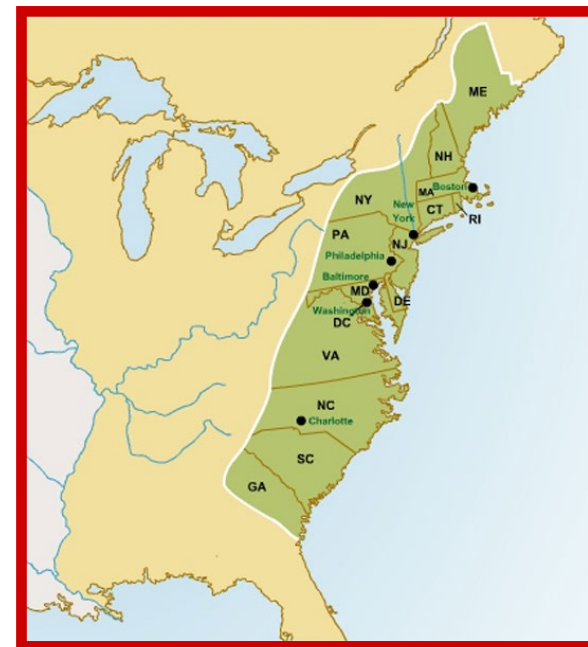 ME
NH
Boston
MA
NY
New
York
CT
RI
PA
NJ
Philadelphia
Baltimore
MD
DE
Washington
DC
VA
NC
Charlotte
SC
GA